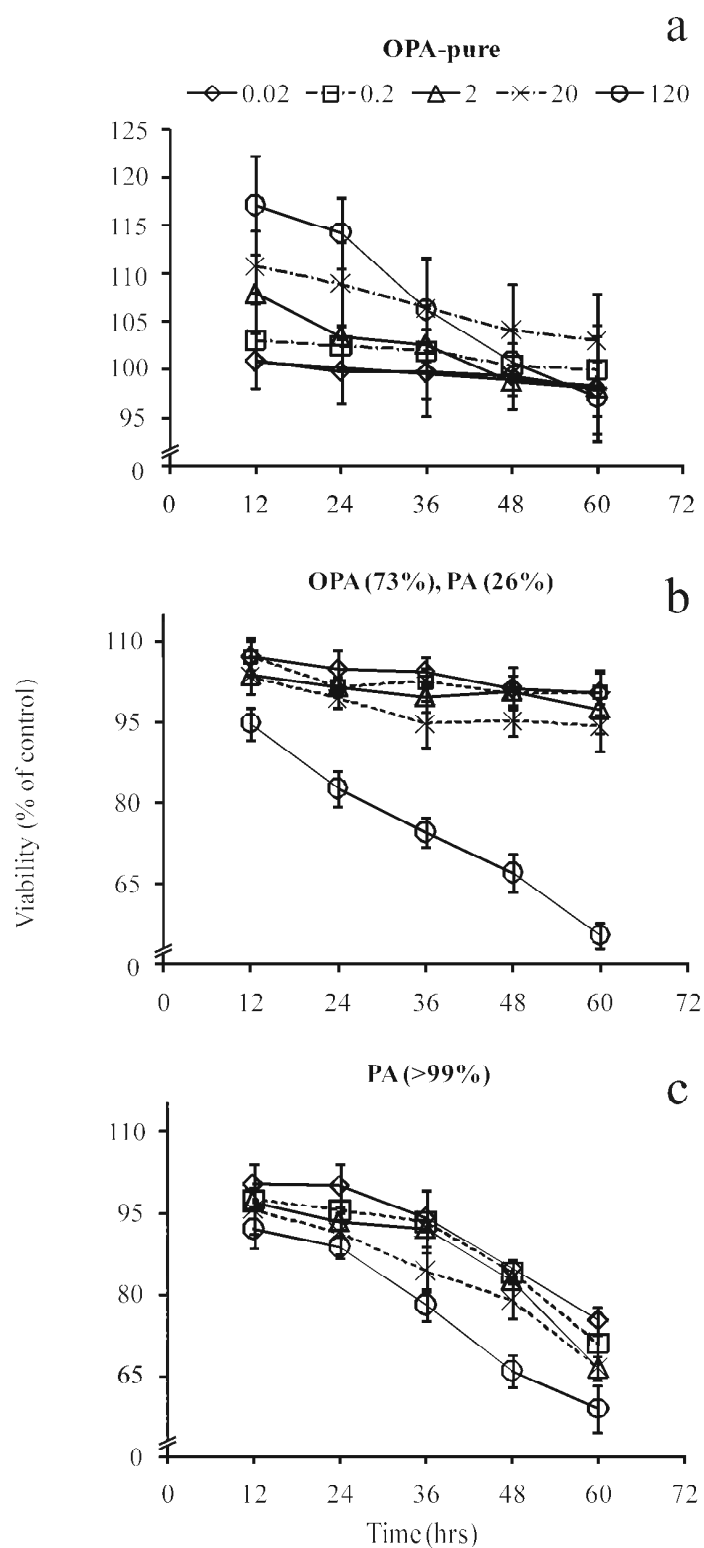 a
OPA-pure
0.02 0.2 2 20 120
125
120
115
110
105
100
95
0
0 12 24 36 48 60 72
OPA (73%), PA (26%)
b
110
95
80
65
0
0 12 24 36 48 60 72
Viability (% of control)
PA (>99%)
c
110
95
80
65
0
0 12 24 36 48 60 72
Time (hrs)